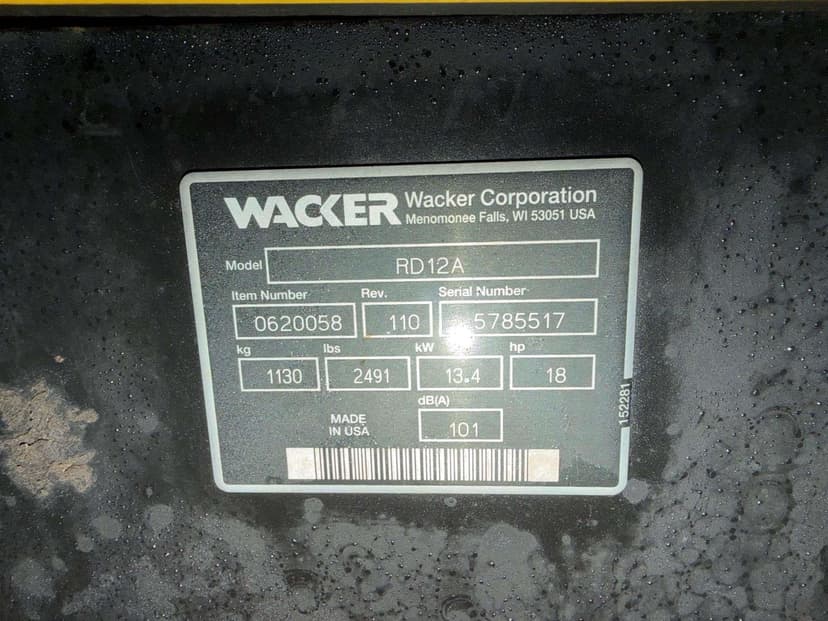 WACKER Wacker Corporation
Menomonee Falls, WI 53051 USA
Model RD12A
Item Number Rev. Serial Number
0620058 110 5785517
kg lbs kW hp
1130 2491 13.4 18
dB(A)
MADE
IN USA
101
152281